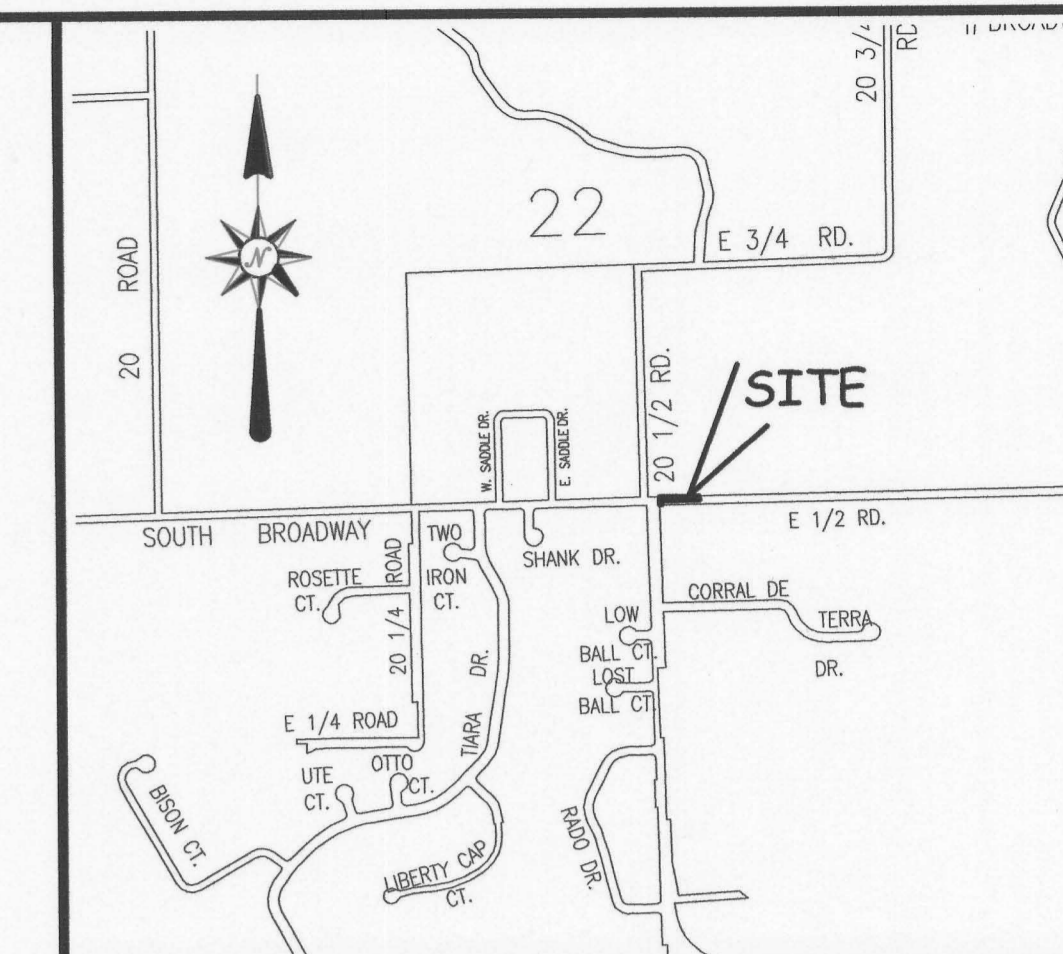 20 3/4
RD
20 ROAD
N
22
E 3/4 RD.
20 1/2 RD.
SITE
W. SADDLE DR.
E. SADDLE DR.
SOUTH BROADWAY
E 1/2 RD.
TWO
IRON
CT.
SHANK DR.
ROSETTE
CT.
20 1/4 ROAD
CORRAL DE
TERRA
DR.
LOW
BALL CT.
LOST
BALL CT.
TIARA DR.
E 1/4 ROAD
OTTO
CT.
UTE
CT.
BISON CT.
LIBERTY CAP
CT.
RADO DR.